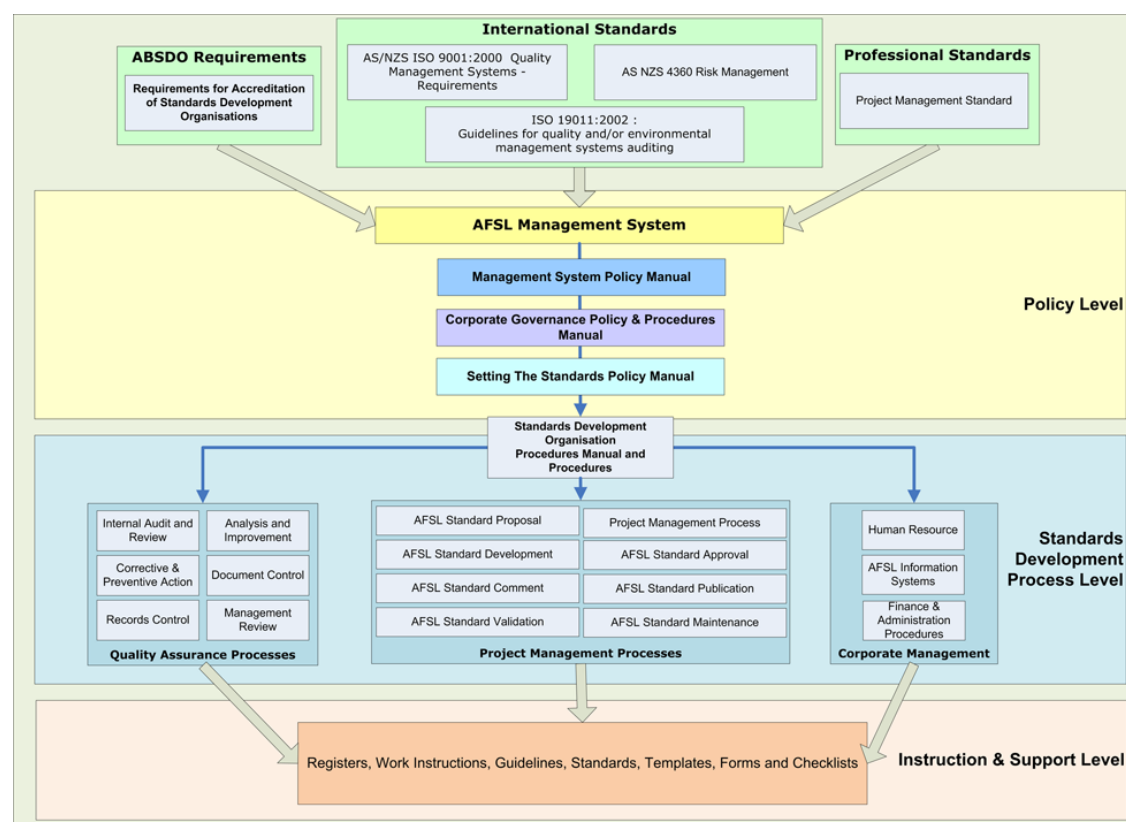 International Standards
ABSDO Requirements
Professional Standards
AS/NZS ISO 9001:2000  Quality
Management Systems -
Requirements
AS NZS 4360 Risk Management
Requirements for Accreditation
of Standards Development
Organisations
Project Management Standard
ISO 19011:2002 :
Guidelines for quality and/or environmental
management systems auditing
AFSL Management System
Management System Policy Manual
Policy Level
Corporate Governance Policy & Procedures
Manual
Setting The Standards Policy Manual
Standards Development
Organisation
Procedures Manual and
Procedures
Internal Audit and
Review
Analysis and
Improvement
Corrective &
Preventive Action
Document Control
Records Control
Management
Review
Quality Assurance Processes
AFSL Standard Proposal
Project Management Process
AFSL Standard Development
AFSL Standard Approval
AFSL Standard Comment
AFSL Standard Publication
AFSL Standard Validation
AFSL Standard Maintenance
Project Management Processes
Human Resource
AFSL Information
Systems
Finance &
Administration
Procedures
Corporate Management
Standards
Development
Process Level
Registers, Work Instructions, Guidelines, Standards, Templates, Forms and Checklists
Instruction & Support Level